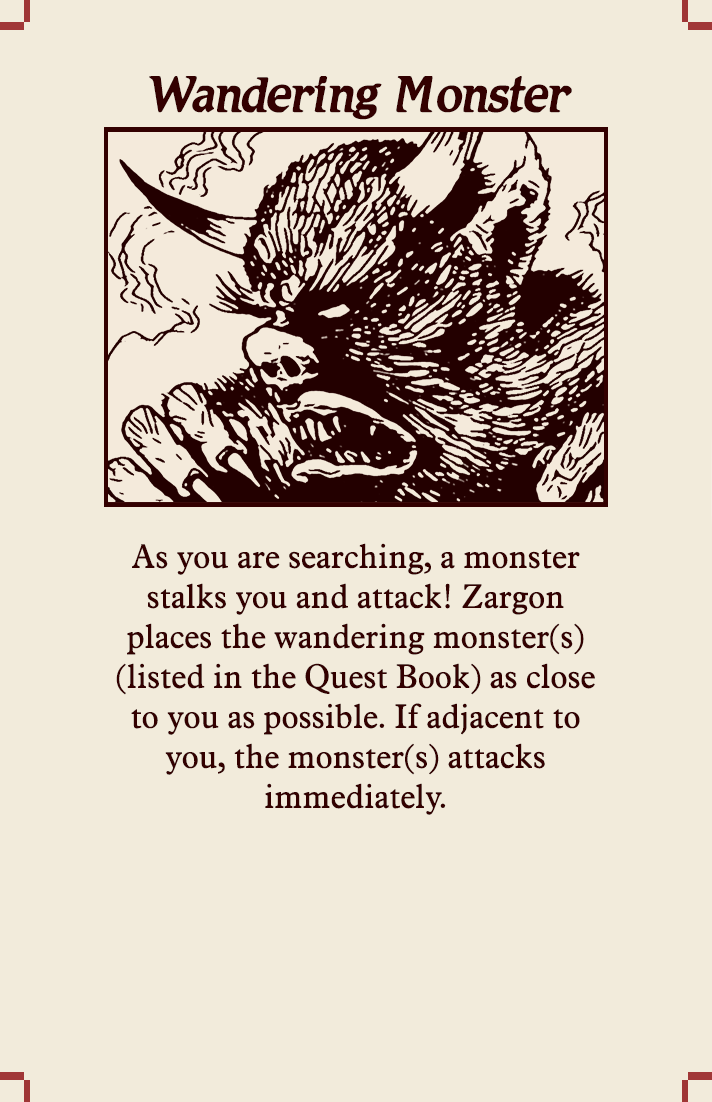 Wandering Monster
As you are searching, a monster
stalks you and attack! Zargon
places the wandering monster(s)
(listed in the Quest Book) as close
to you as possible. If adjacent to
you, the monster(s) attacks
immediately.